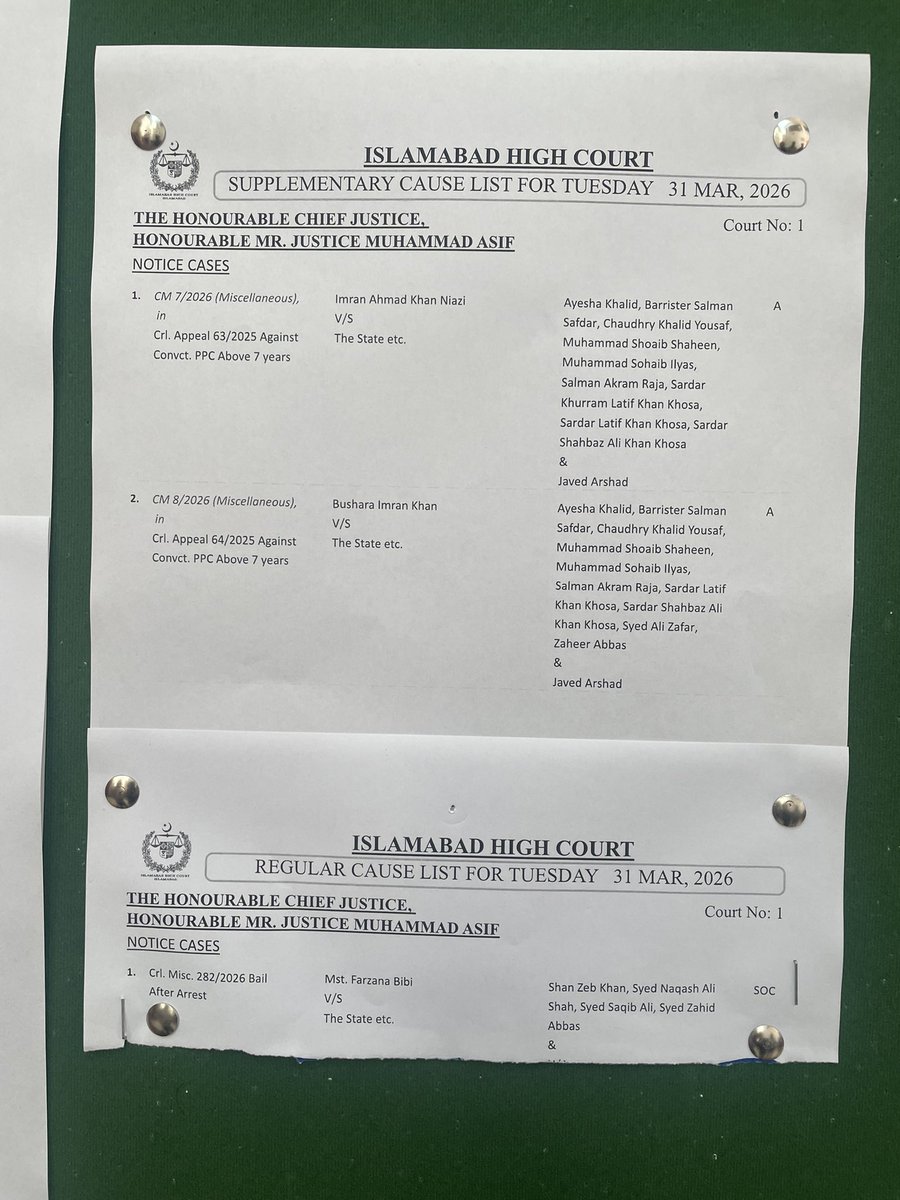 ISLAMABAD HIGH COURT
SUPPLEMENTARY CAUSE LIST FOR TUESDAY 31 MAR, 2026
THE HONOURABLE CHIEF JUSTICE,
HONOURABLE MR. JUSTICE MUHAMMAD ASIF
Court No: 1
NOTICE CASES
1. CM 7/2026 (Miscellaneous),
in
Crl. Appeal 63/2025 Against
Convct. PPC Above 7 years
Imran Ahmad Khan Niazi
V/S
The State etc.
Ayesha Khalid, Barrister Salman
Safdar, Chaudhry Khalid Yousaf,
Muhammad Shoaib Shaheen,
Muhammad Sohaib Ilyas,
Salman Akram Raja, Sardar
Khurram Latif Khan Khosa,
Sardar Latif Khan Khosa, Sardar
Shahbaz Ali Khan Khosa
&
Javed Arshad
A
2. CM 8/2026 (Miscellaneous),
in
Crl. Appeal 64/2025 Against
Convct. PPC Above 7 years
Bushara Imran Khan
V/S
The State etc.
Ayesha Khalid, Barrister Salman
Safdar, Chaudhry Khalid Yousaf,
Muhammad Shoaib Shaheen,
Muhammad Sohaib Ilyas,
Salman Akram Raja, Sardar Latif
Khan Khosa, Sardar Shahbaz Ali
Khan Khosa, Syed Ali Zafar,
Zaheer Abbas
&
Javed Arshad
A
ISLAMABAD HIGH COURT
REGULAR CAUSE LIST FOR TUESDAY 31 MAR, 2026
THE HONOURABLE CHIEF JUSTICE,
HONOURABLE MR. JUSTICE MUHAMMAD ASIF
Court No: 1
NOTICE CASES
1. Crl. Misc. 282/2026 Bail
After Arrest
Mst. Farzana Bibi
V/S
The State etc.
Shan Zeb Khan, Syed Naqash Ali
Shah, Syed Saqib Ali, Syed Zahid
Abbas
&
SOC